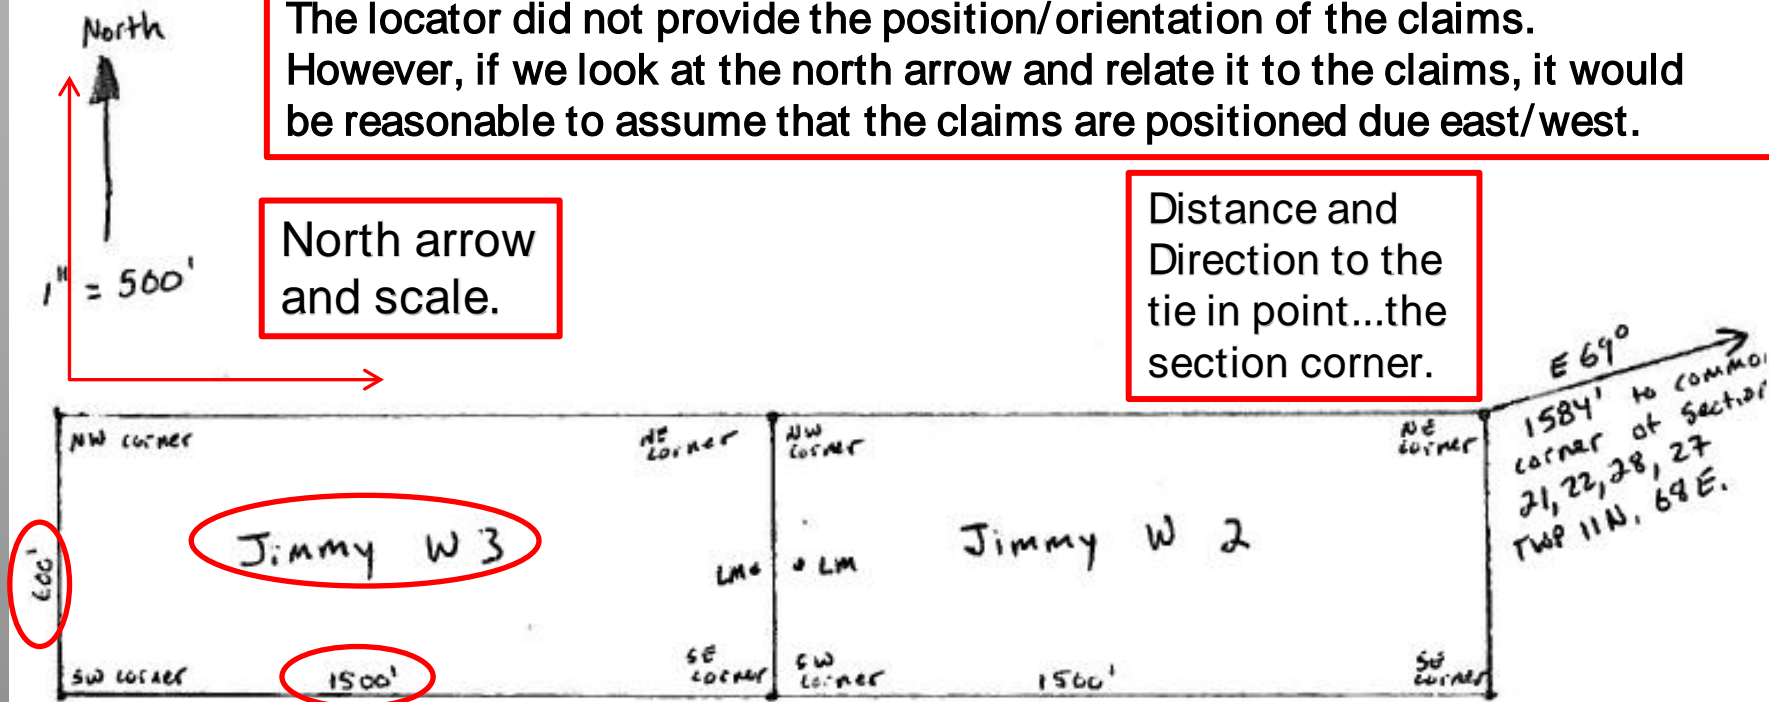 The locator did not provide the position/orientation of the claims.
However, if we look at the north arrow and relate it to the claims, it would
be reasonable to assume that the claims are positioned due east/west.
North
1" = 500'
North arrow
and scale.
Distance and
Direction to the
tie in point...the
section corner.
E 69°
1584' to common
corner of section
21, 22, 28, 27
TWP 11N, 68E.
NW corner
NE
corner
NW
corner
NE
corner
Jimmy W 3
Jimmy W 2
600'
LM
LM
SW corner
1500'
SE
corner
SW
corner
1500'
SE
corner